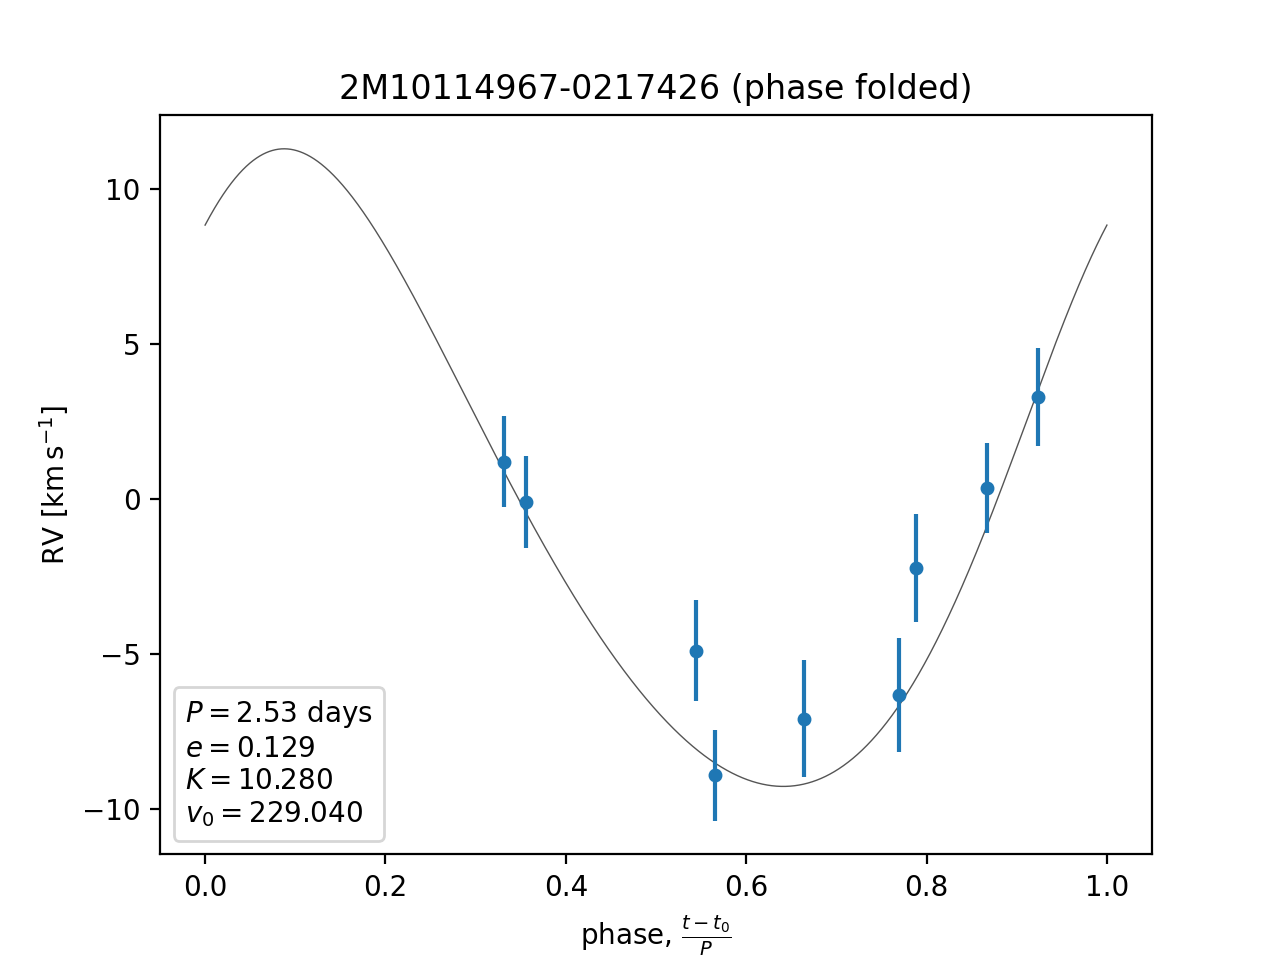 2M10114967-0217426 (phase folded)
RV [km s⁻¹]
10
5
0
−5
−10
P = 2.53 days
e = 0.129
K = 10.280
v₀ = 229.040
0.0 0.2 0.4 0.6 0.8 1.0
phase, (t − t₀)/P